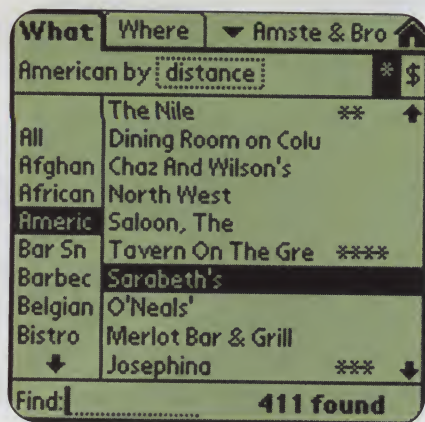 What Where ▼ Amste & Bro
American by distance * $
The Nile **
All Dining Room on Colu
Afghan Chaz And Wilson's
African North West
Americ Saloon, The
Bar Sn Tavern On The Gre ****
Barbec Sarabeth's
Belgian O'Neals'
Bistro Merlot Bar & Grill
Josephina ***
Find: 411 found